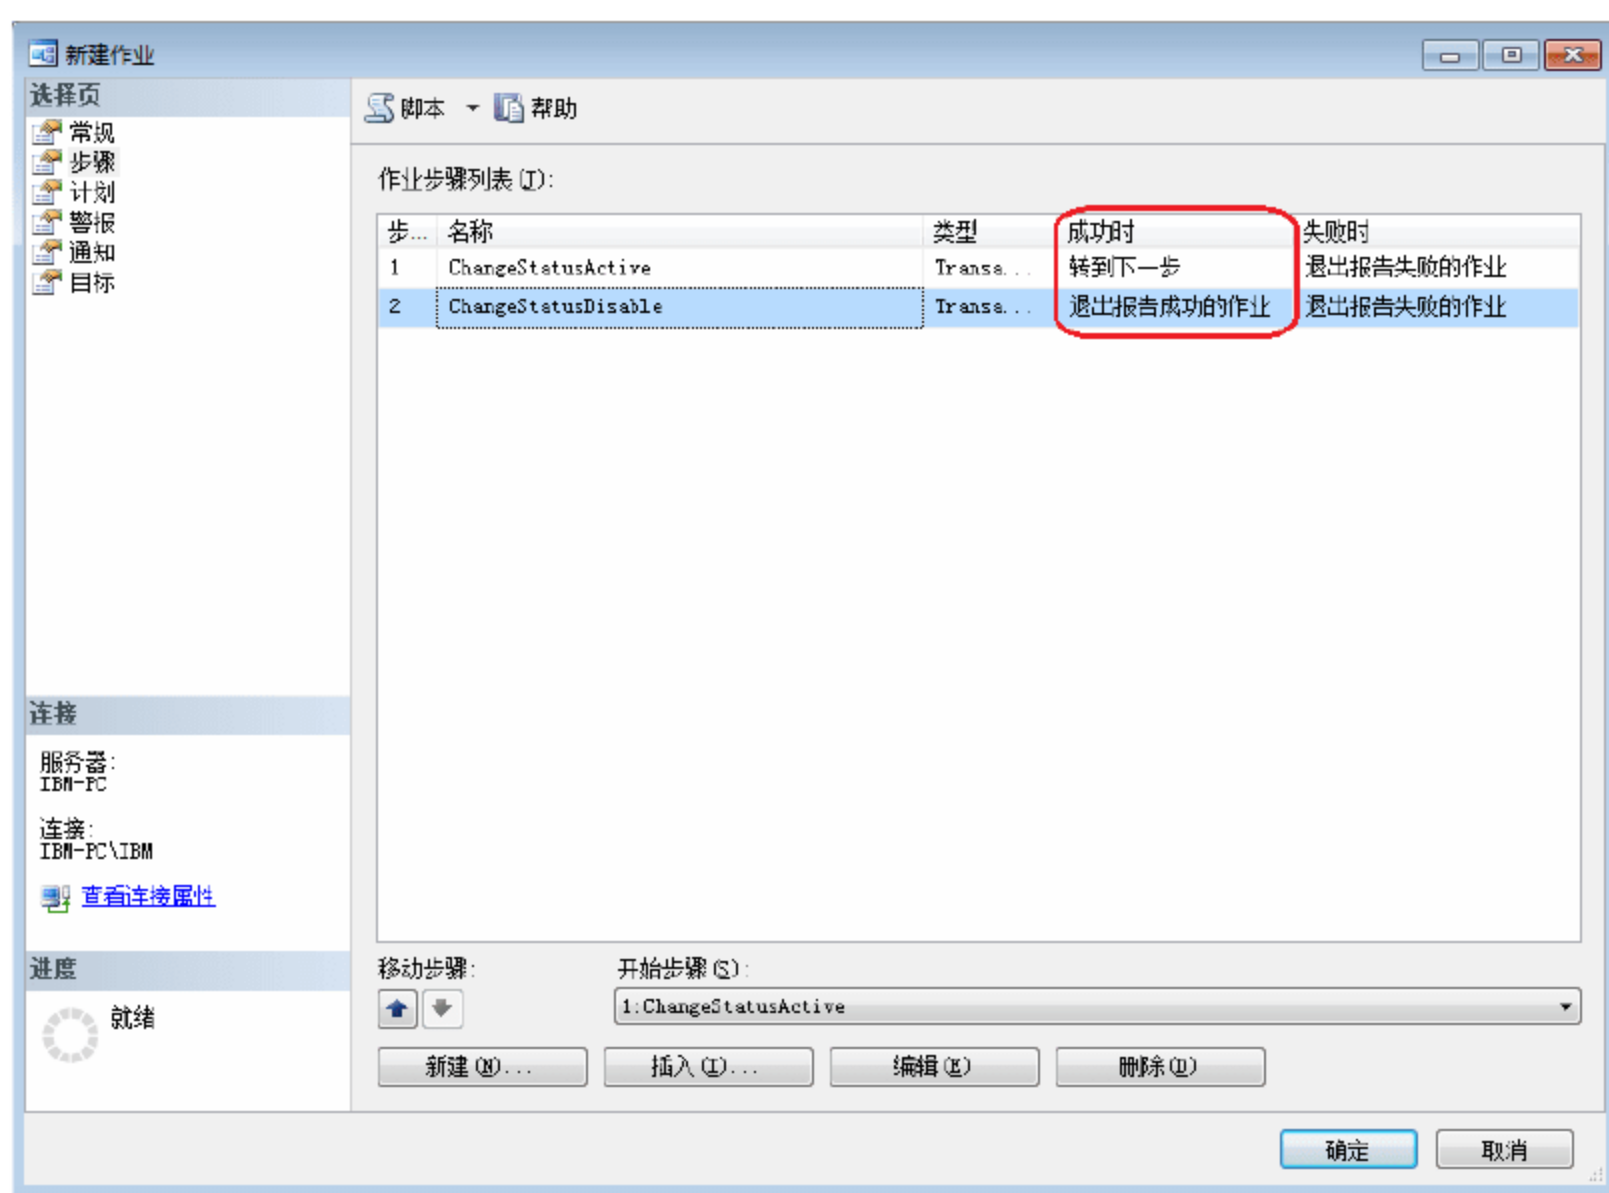 新建作业
选择页
常规
步骤
计划
警报
通知
目标
脚本 帮助
作业步骤列表(J):
步... 名称 类型 成功时 失败时
1 ChangeStatusActive Transa... 转到下一步 退出报告失败的作业
2 ChangeStatusDisable Transa... 退出报告成功的作业 退出报告失败的作业
连接
服务器:
IBM-PC
连接:
IBM-PC\IBM
查看连接属性
进度
就绪
移动步骤: 开始步骤(S):
1:ChangeStatusActive
新建(N)... 插入(I)... 编辑(E) 删除(D)
确定 取消